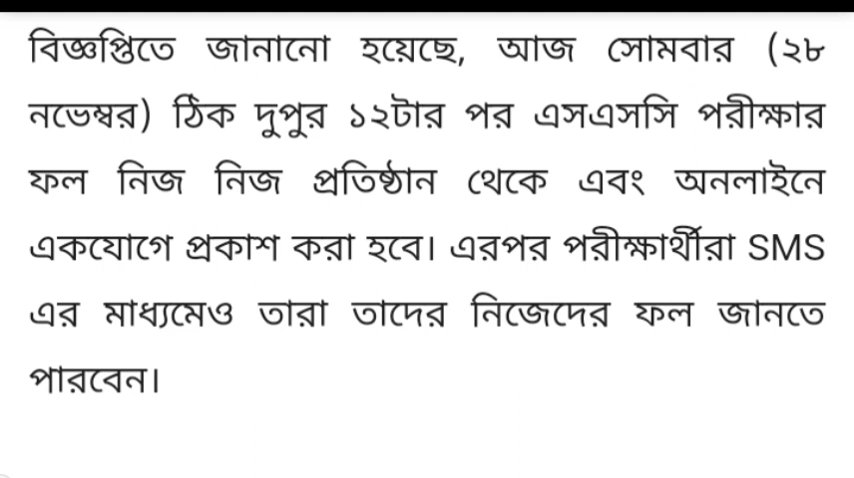 বিজ্ঞপ্তিতে জানানো হয়েছে, আজ সোমবার (২৮
নভেম্বর) ঠিক দুপুর ১২টার পর এসএসসি পরীক্ষার
ফল নিজ নিজ প্রতিষ্ঠান থেকে এবং অনলাইনে
একযোগে প্রকাশ করা হবে। এরপর পরীক্ষার্থীরা SMS
এর মাধ্যমেও তারা তাদের নিজেদের ফল জানতে
পারবেন।